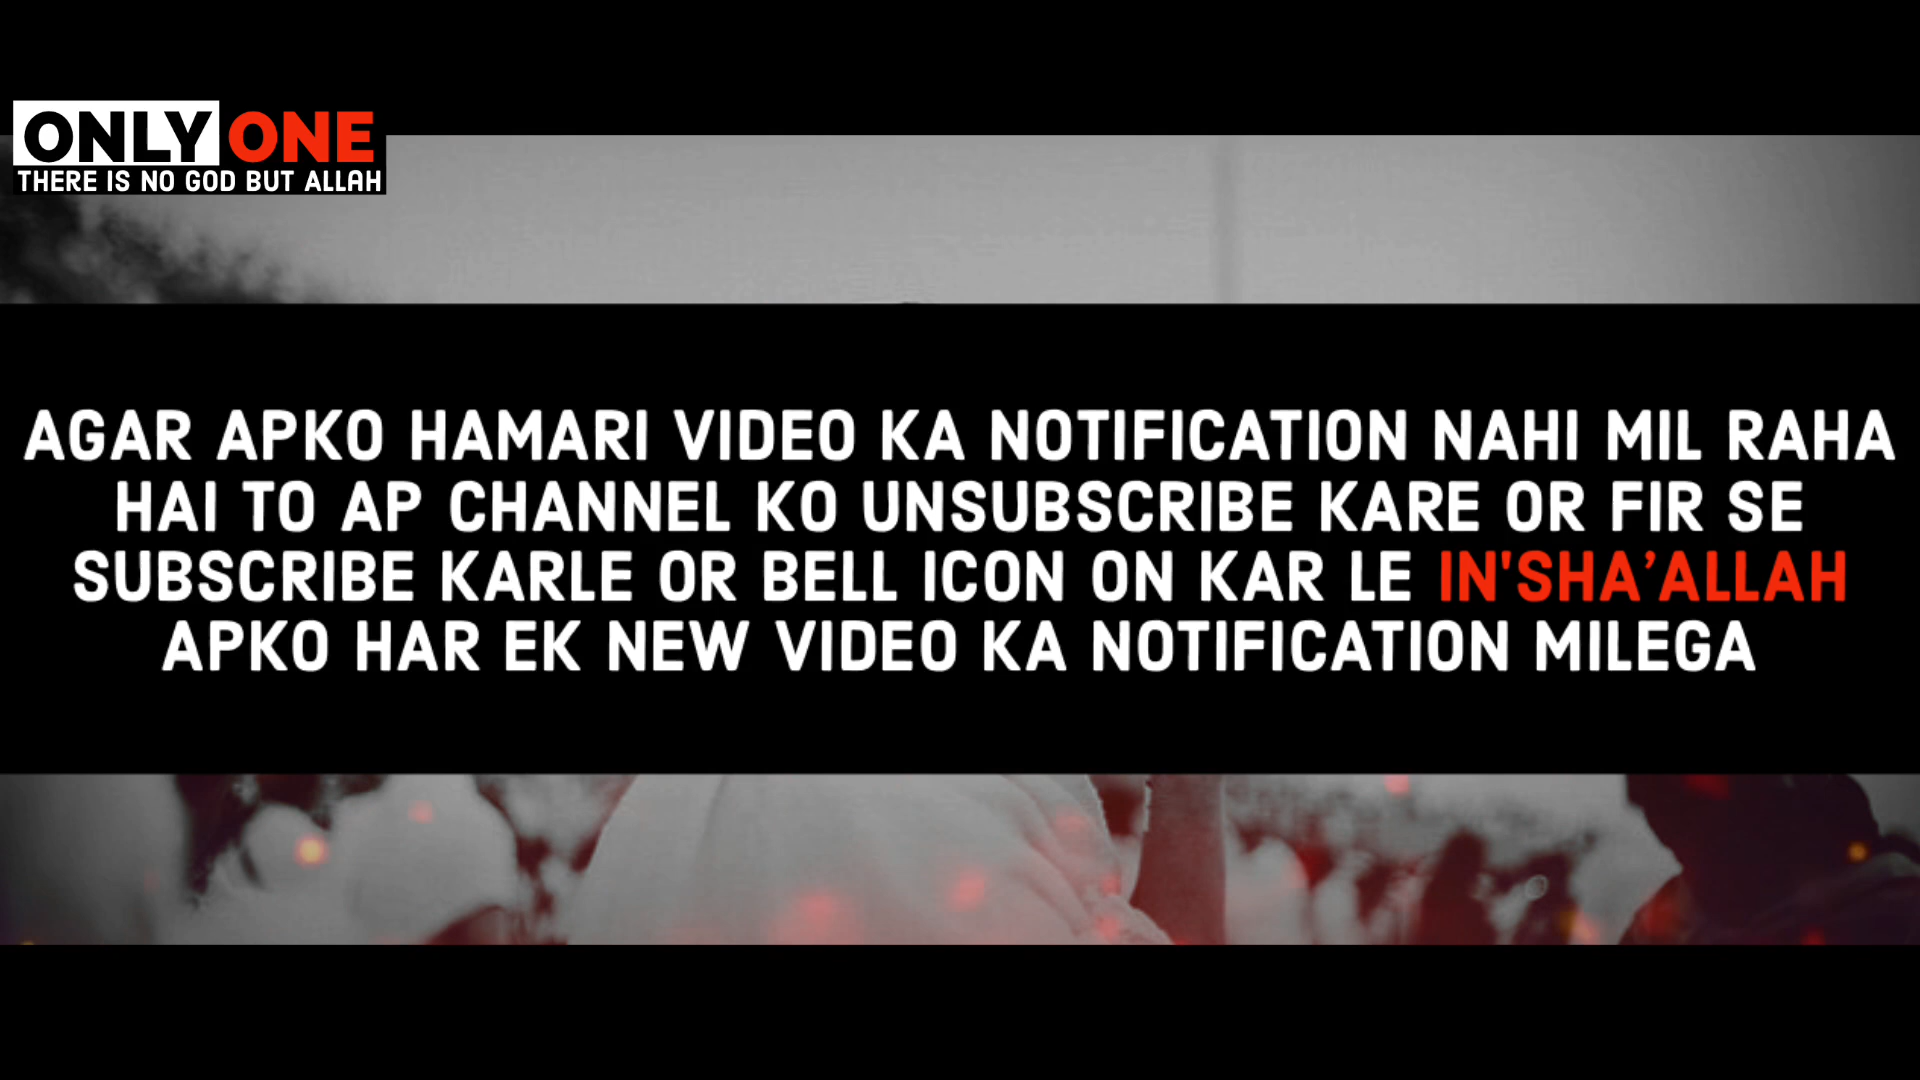 ONLY ONE
THERE IS NO GOD BUT ALLAH
AGAR APKO HAMARI VIDEO KA NOTIFICATION NAHI MIL RAHA
HAI TO AP CHANNEL KO UNSUBSCRIBE KARE OR FIR SE
SUBSCRIBE KARLE OR BELL ICON ON KAR LE IN'SHA’ALLAH
APKO HAR EK NEW VIDEO KA NOTIFICATION MILEGA